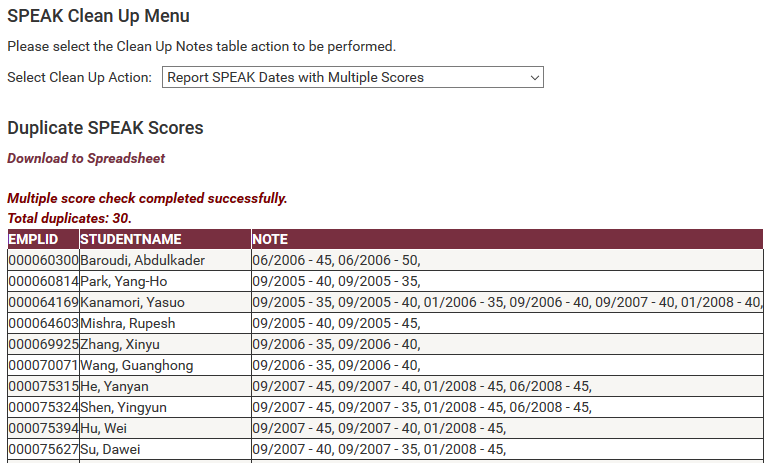 SPEAK Clean Up Menu
Please select the Clean Up Notes table action to be performed.
Select Clean Up Action: Report SPEAK Dates with Multiple Scores
Duplicate SPEAK Scores
Download to Spreadsheet
Multiple score check completed successfully.
Total duplicates: 30.
EMPLID STUDENTNAME NOTE
000060300 Baroudi, Abdulkader 06/2006 - 45, 06/2006 - 50,
000060814 Park, Yang-Ho 09/2005 - 40, 09/2005 - 35,
000064169 Kanamori, Yasuo 09/2005 - 35, 09/2005 - 40, 01/2006 - 35, 09/2006 - 40, 09/2007 - 40, 01/2008 - 40,
000064603 Mishra, Rupesh 09/2005 - 40, 09/2005 - 45,
000069925 Zhang, Xinyu 09/2006 - 35, 09/2006 - 40,
000070071 Wang, Guanghong 09/2006 - 35, 09/2006 - 40,
000075315 He, Yanyan 09/2007 - 45, 09/2007 - 40, 01/2008 - 45, 06/2008 - 45,
000075324 Shen, Yingyun 09/2007 - 45, 09/2007 - 35, 01/2008 - 45, 06/2008 - 45,
000075394 Hu, Wei 09/2007 - 45, 09/2007 - 40, 01/2008 - 45,
000075627 Su, Dawei 09/2007 - 40, 09/2007 - 35, 01/2008 - 45,